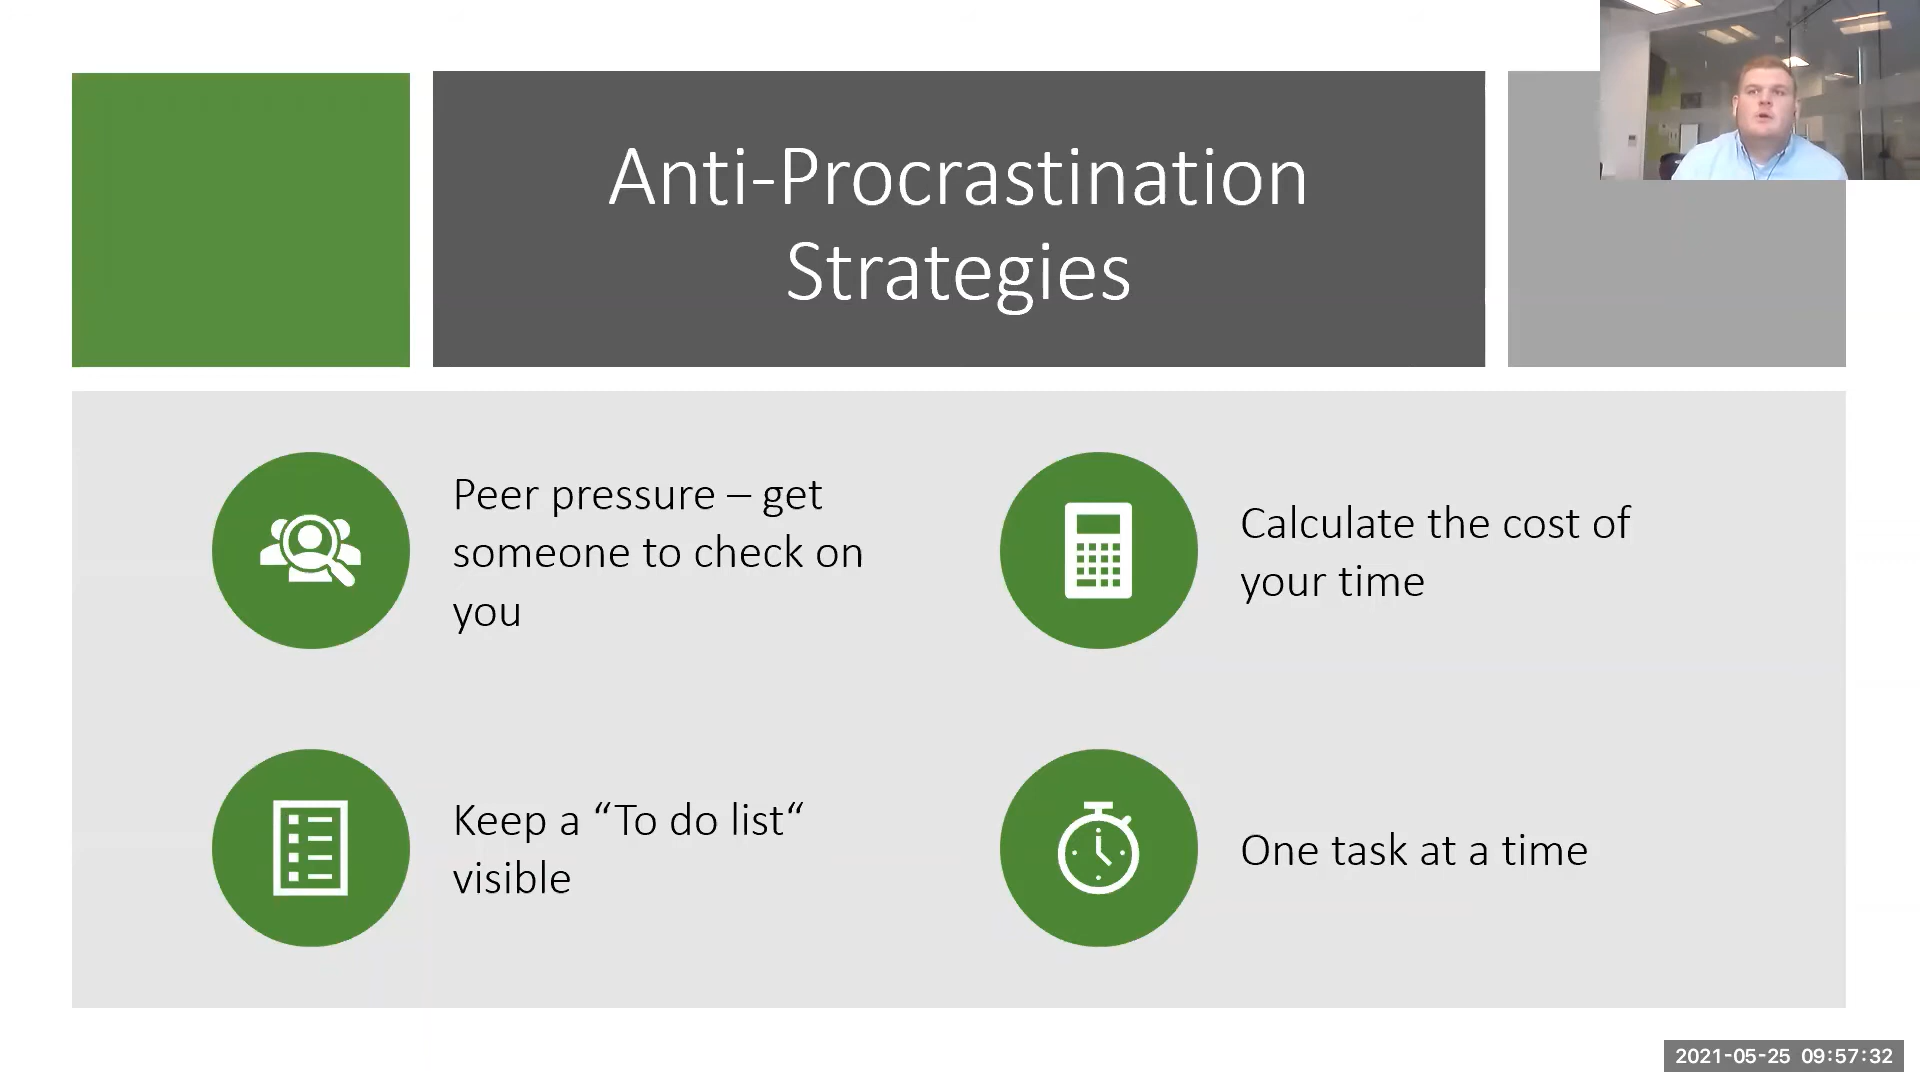 Anti-Procrastination
Strategies
Peer pressure – get
someone to check on
you
Calculate the cost of
your time
Keep a “To do list“
visible
One task at a time
2021-05-25 09:57:32